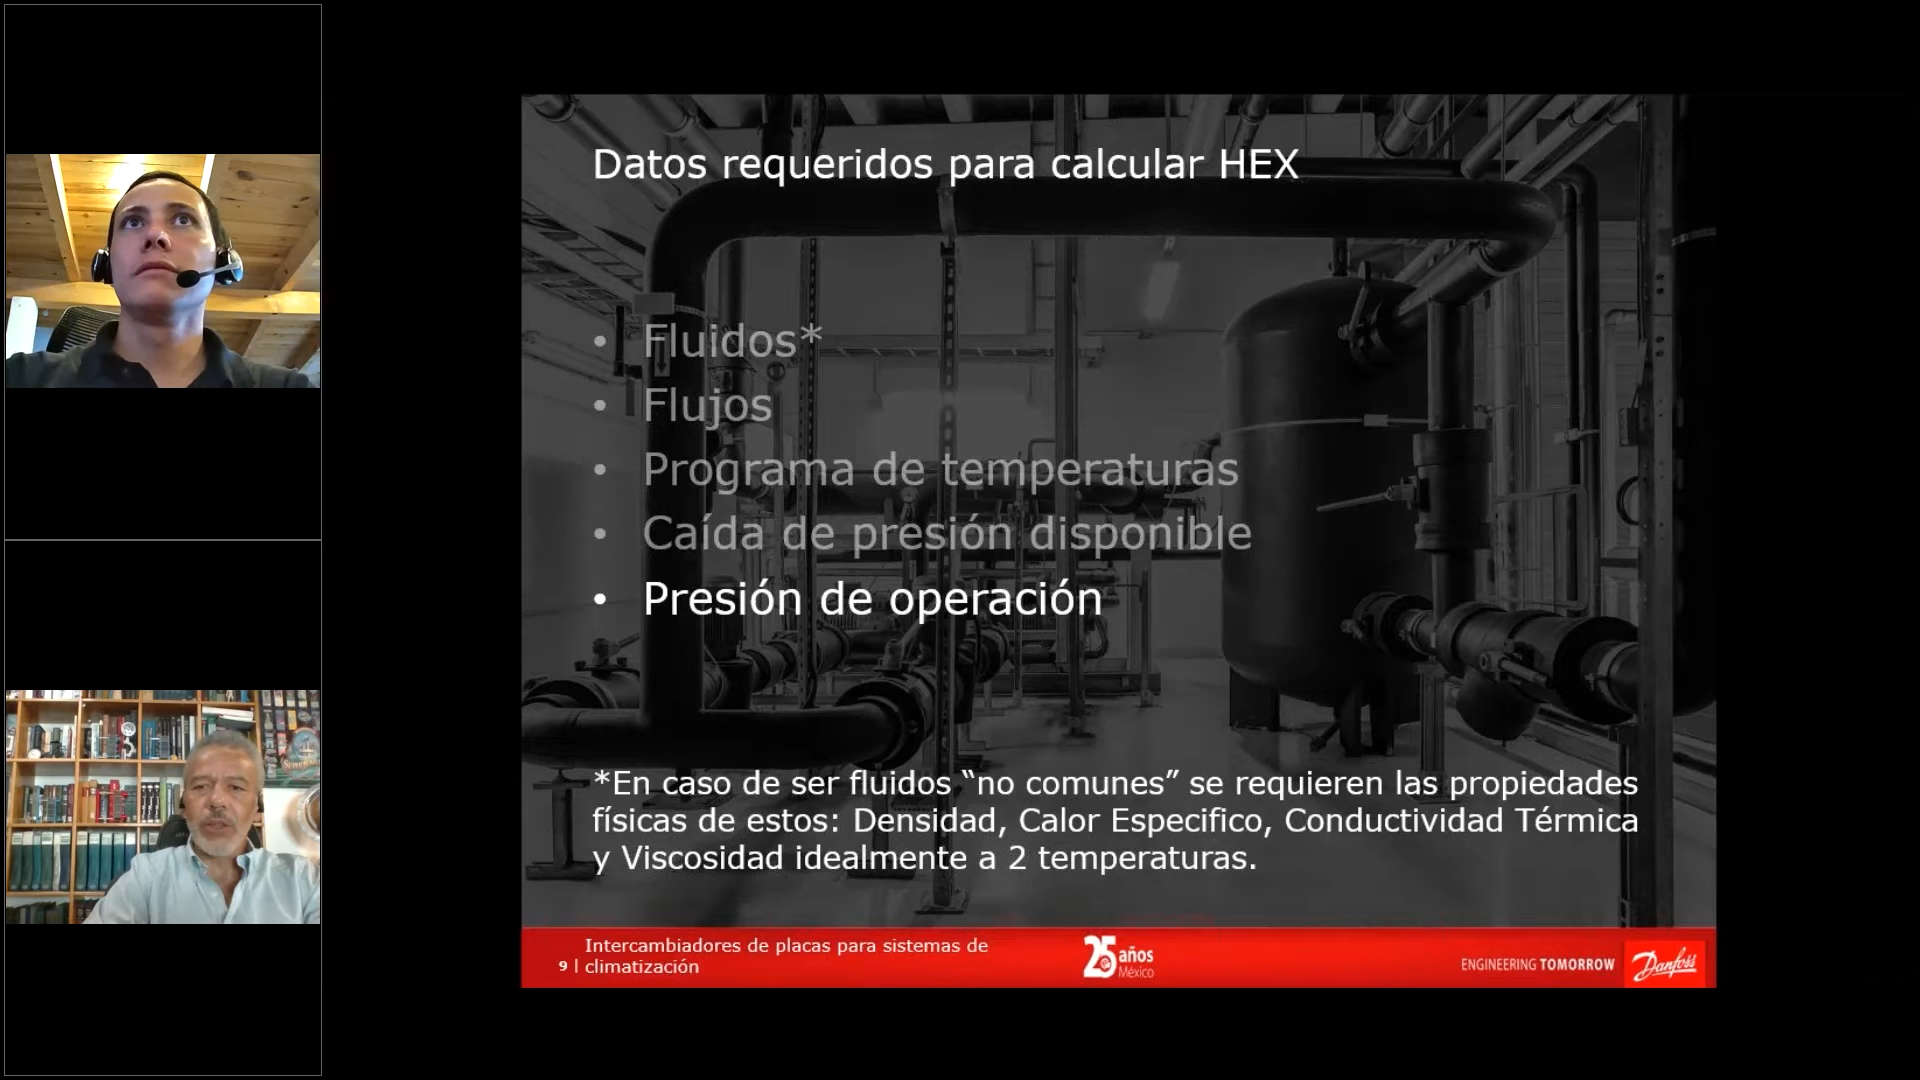 Datos requeridos para calcular HEX
• Fluidos*
• Flujos
• Programa de temperaturas
• Caída de presión disponible
• Presión de operación
*En caso de ser fluidos “no comunes” se requieren las propiedades
físicas de estos: Densidad, Calor Especifico, Conductividad Térmica
y Viscosidad idealmente a 2 temperaturas.
Intercambiadores de placas para sistemas de
9 | climatización
25 años
México
ENGINEERING TOMORROW
Danfoss